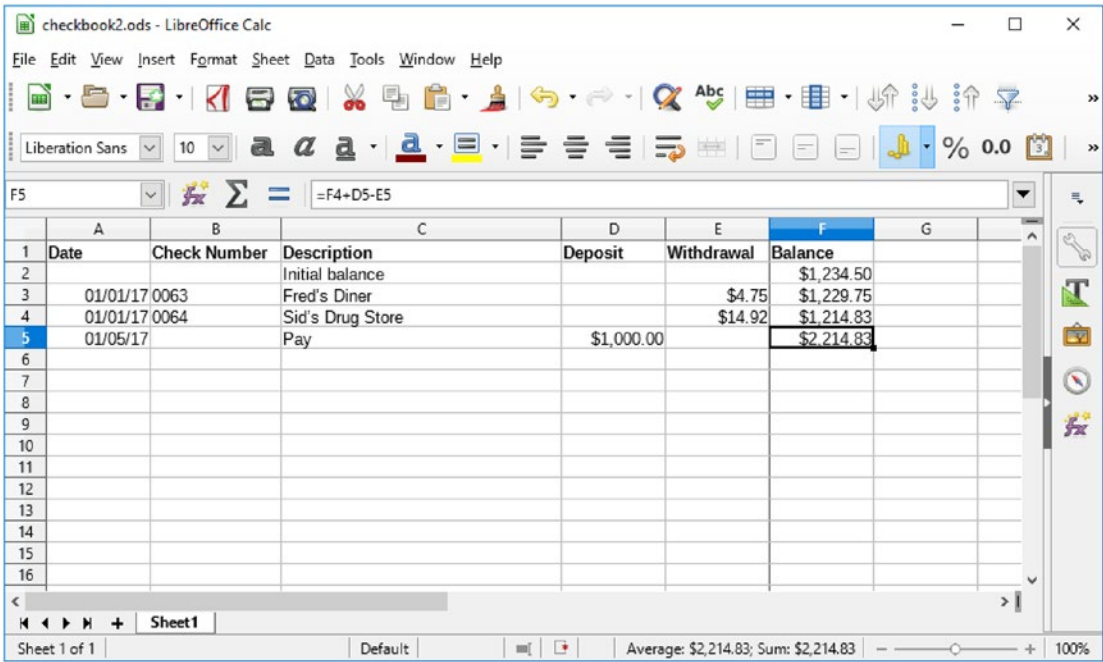 checkbook2.ods - LibreOffice Calc
File Edit View Insert Format Sheet Data Tools Window Help
Abc
»
Liberation Sans 10 a a a a % 0.0 »
F5 fx Σ = =F4+D5-E5
A B C D E F G
1 Date Check Number Description Deposit Withdrawal Balance
2 Initial balance $1,234.50
3 01/01/17 0063 Fred's Diner $4.75 $1,229.75
4 01/01/17 0064 Sid's Drug Store $14.92 $1,214.83
5 01/05/17 Pay $1,000.00 $2,214.83
6
7
8
9
10
11
12
13
14
15
16
Sheet1
Sheet 1 of 1 Default Average: $2,214.83; Sum: $2,214.83 100%